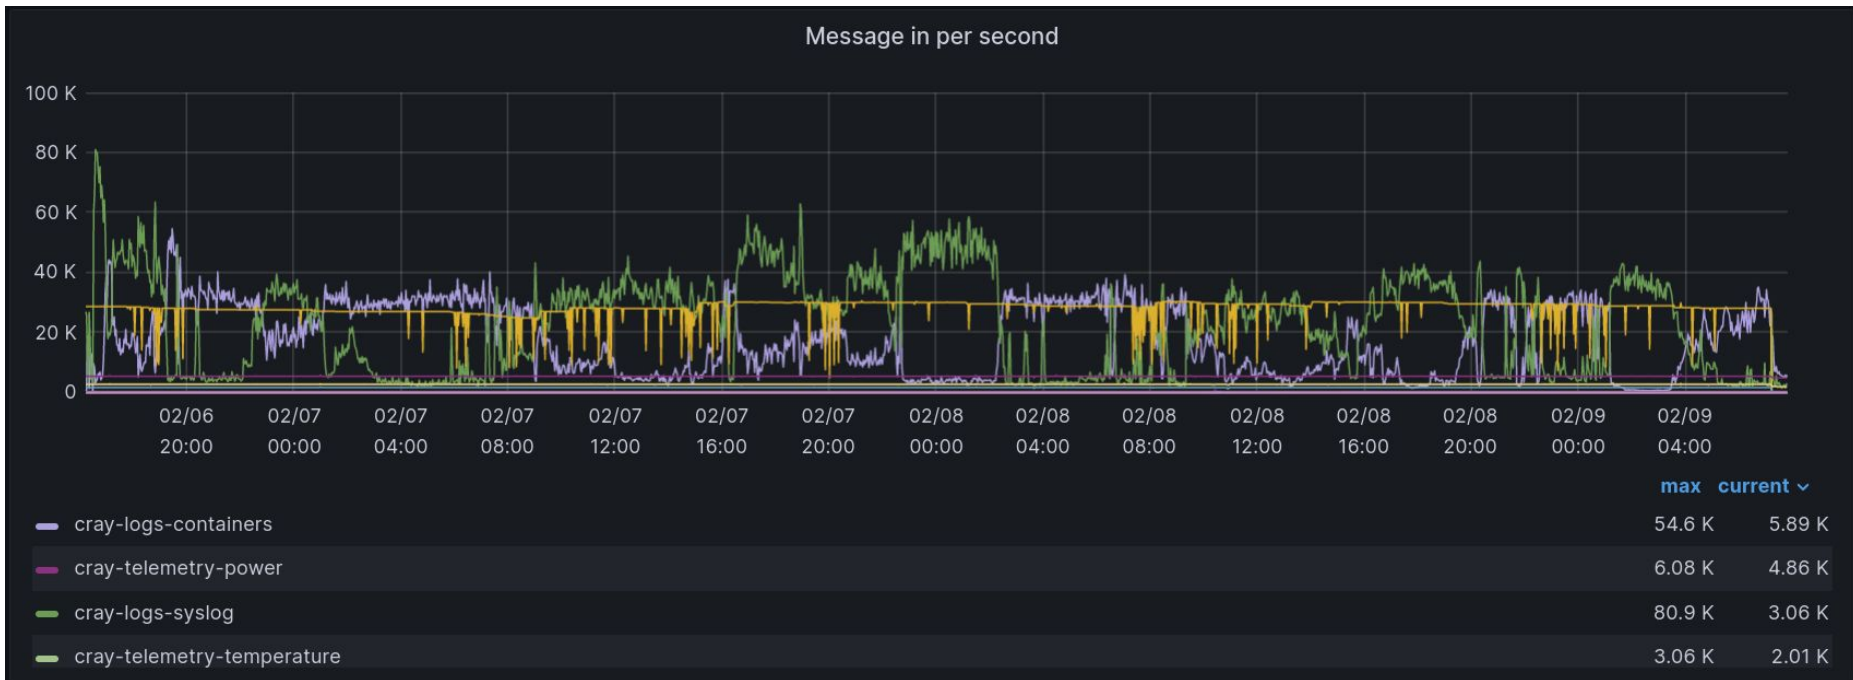 Message in per second
100 K
80 K
60 K
40 K
20 K
0
02/06 02/07 02/07 02/07 02/07 02/07 02/07 02/08 02/08 02/08 02/08 02/08 02/08 02/09 02/09
20:00 00:00 04:00 08:00 12:00 16:00 20:00 00:00 04:00 08:00 12:00 16:00 20:00 00:00 04:00
max current
cray-logs-containers 54.6 K 5.89 K
cray-telemetry-power 6.08 K 4.86 K
cray-logs-syslog 80.9 K 3.06 K
cray-telemetry-temperature 3.06 K 2.01 K